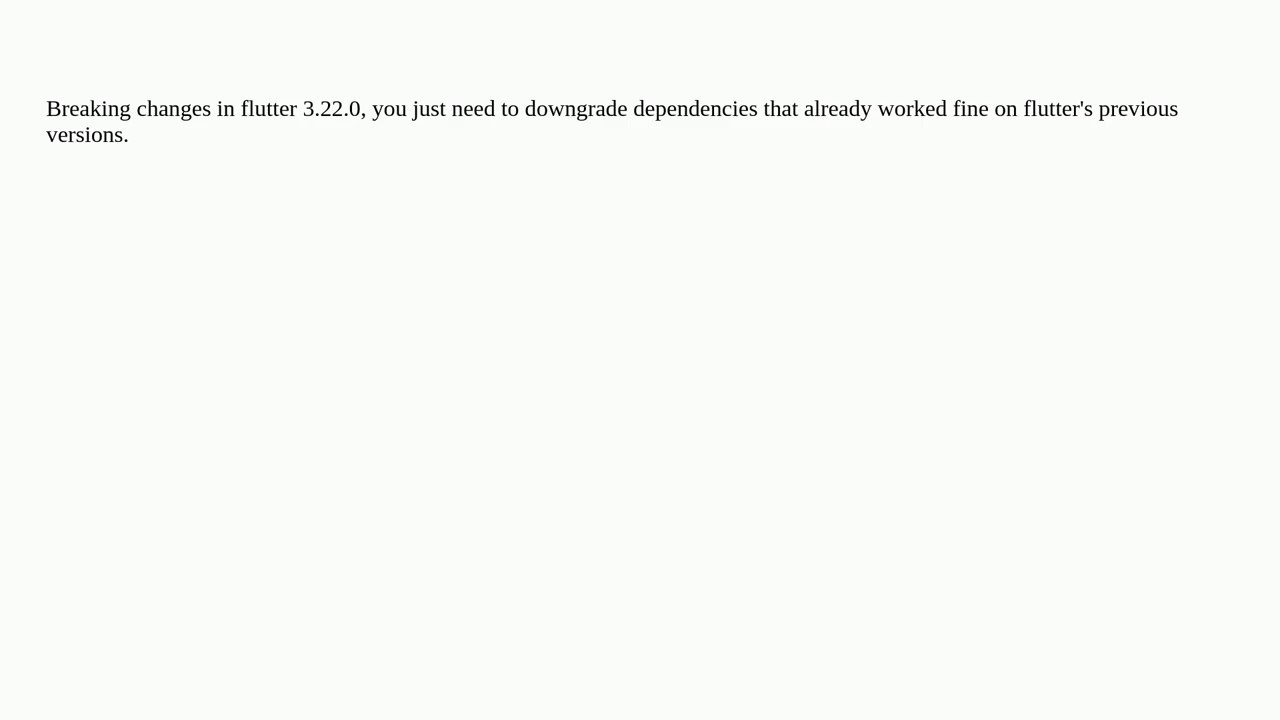 Breaking changes in flutter 3.22.0, you just need to downgrade dependencies that already worked fine on flutter's previous
versions.